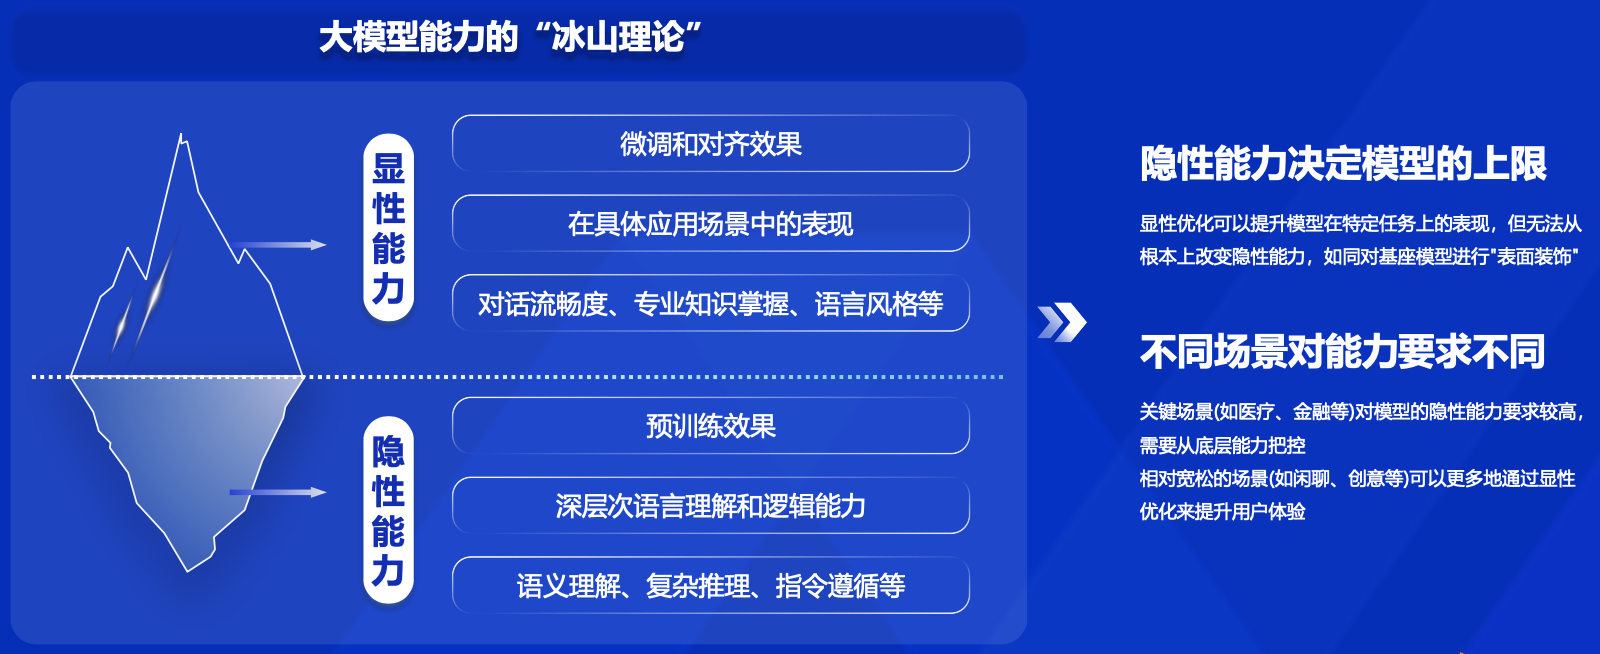 大模型能力的“冰山理论”
显性能力
微调和对齐效果
在具体应用场景中的表现
对话流畅度、专业知识掌握、语言风格等
隐性能力
预训练效果
深层次语言理解和逻辑能力
语义理解、复杂推理、指令遵循等
隐性能力决定模型的上限
显性优化可以提升模型在特定任务上的表现，但无法从
根本上改变隐性能力，如同对基座模型进行"表面装饰"
不同场景对能力要求不同
关键场景(如医疗、金融等)对模型的隐性能力要求较高，
需要从底层能力把控
相对宽松的场景(如闲聊、创意等)可以更多地通过显性
优化来提升用户体验